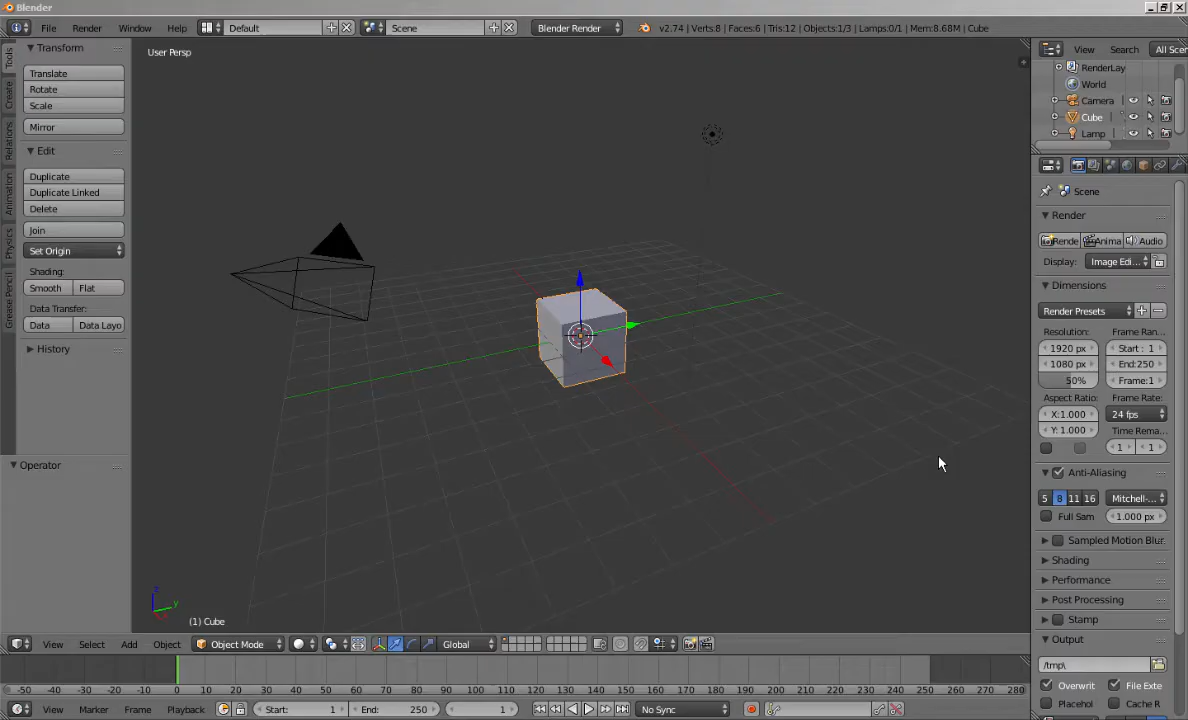 Blender
File Render Window Help Default Scene Blender Render v2.74 | Verts:8 | Faces:6 | Tris:12 | Objects:1/3 | Lamps:0/1 | Mem:8.68M | Cube
Tools
Create
Relations
Animation
Physics
Grease Pencil
Transform
Translate
Rotate
Scale
Mirror
Edit
Duplicate
Duplicate Linked
Delete
Join
Set Origin
Shading:
Smooth Flat
Data Transfer:
Data Data Layo
History
Operator
User Persp
z
y
(1) Cube
View Search All Scen
RenderLay
World
Camera
Cube
Lamp
Scene
Render
Rende Anima Audio
Display: Image Edi...
Dimensions
Render Presets
Resolution: Frame Ran...
1920 px Start : 1
1080 px End:250
50% Frame:1
Aspect Ratio: Frame Rate:
X:1.000 24 fps
Y: 1.000 Time Rema...
1 1
Anti-Aliasing
5 8 11 16 Mitchell-...
Full Sam 1.000 px
Sampled Motion Blur.
Shading
Performance
Post Processing
Stamp
Output
/tmp\
Overwrit File Exte
Placehol Cache R
View Select Add Object Object Mode Global
-50 -40 -30 -20 -10 0 10 20 30 40 50 60 70 80 90 100 110 120 130 140 150 160 170 180 190 200 210 220 230 240 250 260 270 280
View Marker Frame Playback Start: 1 End: 250 1 No Sync